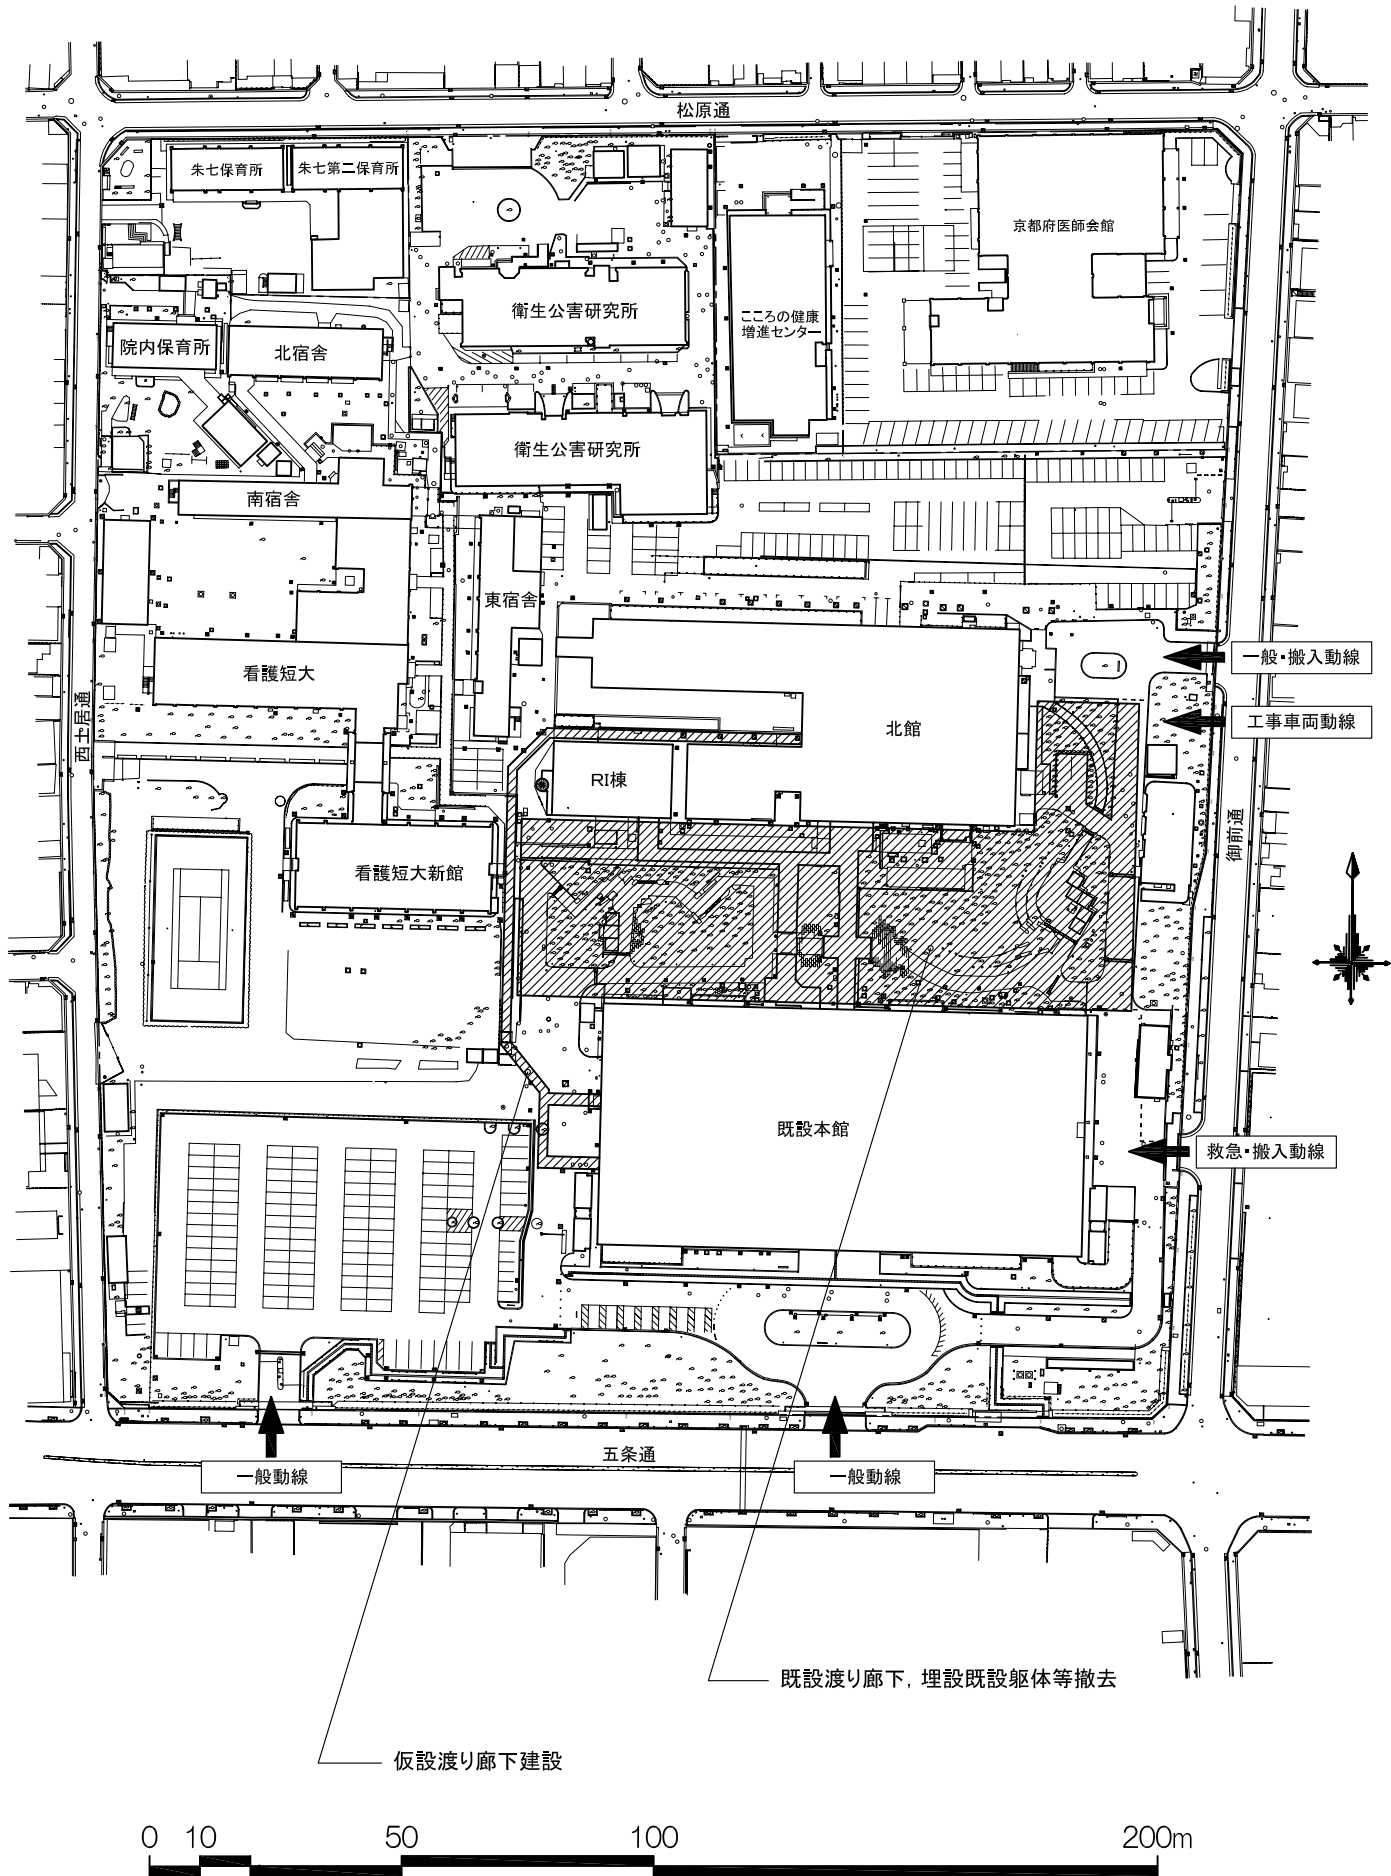 松原通
朱七保育所
朱七第二保育所
京都府医師会館
衛生公害研究所
こころの健康
増進センター
院内保育所
北宿舎
衛生公害研究所
南宿舎
東宿舎
一般・搬入動線
看護短大
西土居通
工事車両動線
北館
RI棟
御前通
看護短大新館
既設本館
救急・搬入動線
五条通
一般動線
一般動線
既設渡り廊下，埋設既設躯体等撤去
仮設渡り廊下建設
0 10 50 100 200m